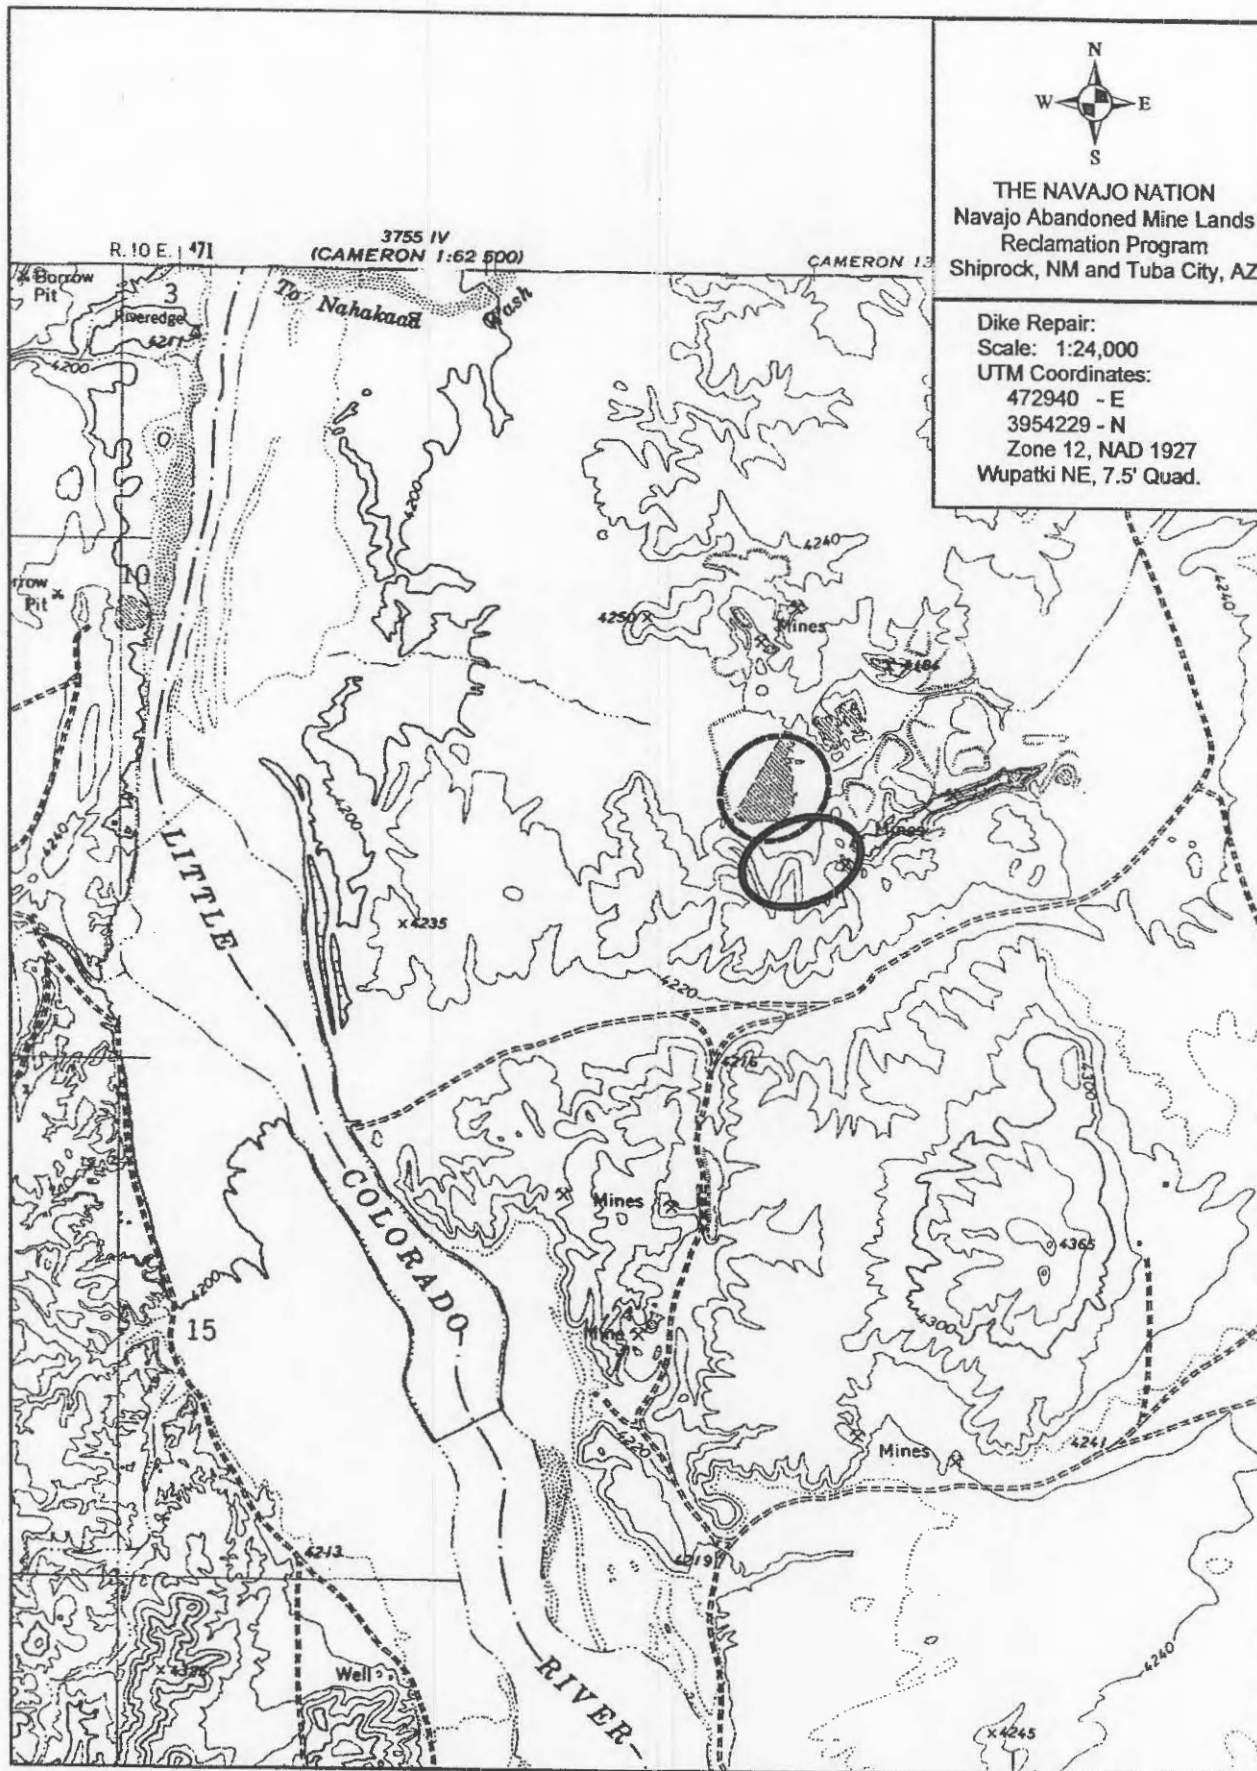 N
W E
S
THE NAVAJO NATION
Navajo Abandoned Mine Lands
Reclamation Program
Shiprock, NM and Tuba City, AZ
Dike Repair:
Scale: 1:24,000
UTM Coordinates:
472940 - E
3954229 - N
Zone 12, NAD 1927
Wupatki NE, 7.5' Quad.
R. 10 E. 471
3755 IV
(CAMERON 1:62 500)
CAMERON
Borrow
Pit
3
Riveredge
4211
4200
To Nahakaad Wash
4200
4240
10
Pit
4250
Mines
4240
4200
4240
Mines
LITTLE
4235
4220
4216
4300
COLORADO
Mines
4365
4200
15
Mine
4300
4220
Mines
4241
4213
4219
4240
Well
RIVER
4245